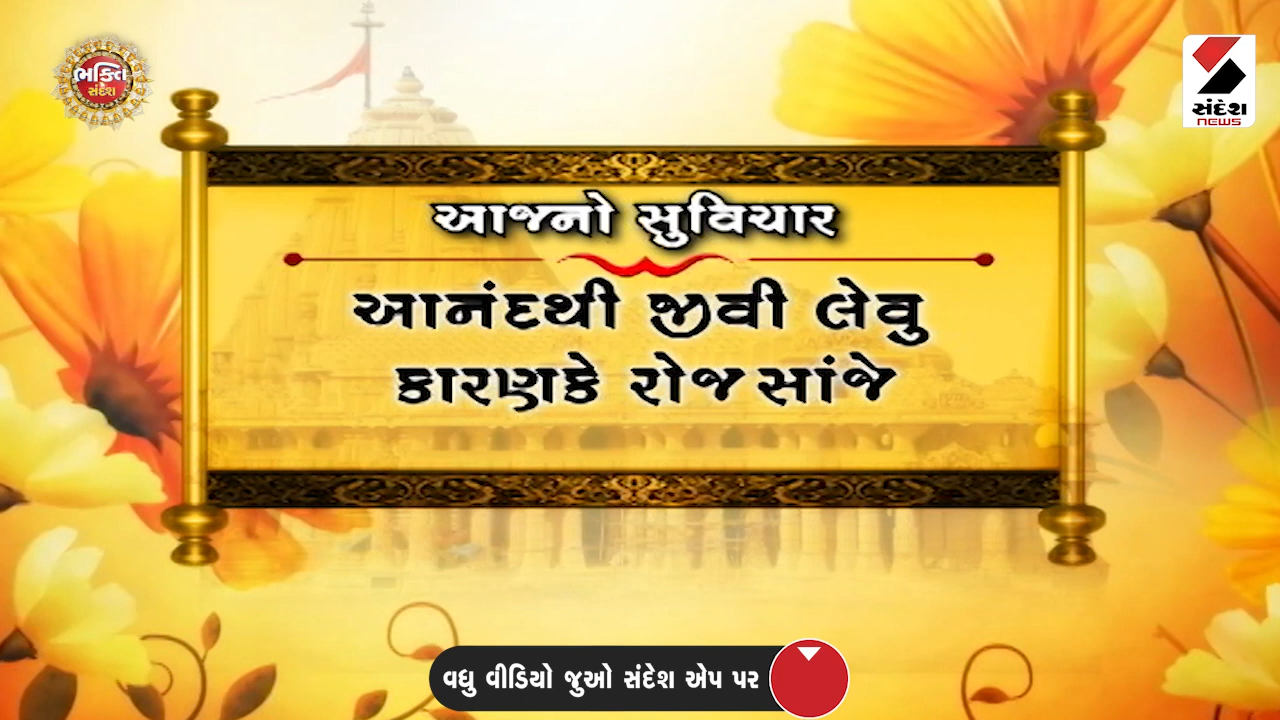 ભક્તિ
સંદેશ
સંદેશ
NEWS
આજનો સુવિચાર
આનંદથી જીવી લેવુ
કારણકે રોજ સાંજે
વધુ વીડિયો જુઓ સંદેશ એપ પર